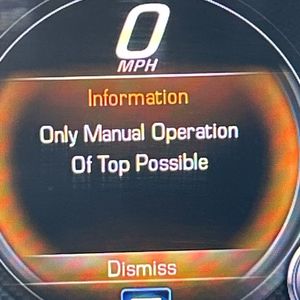 0
MPH
Information
Only Manual Operation
Of Top Possible
Dismiss